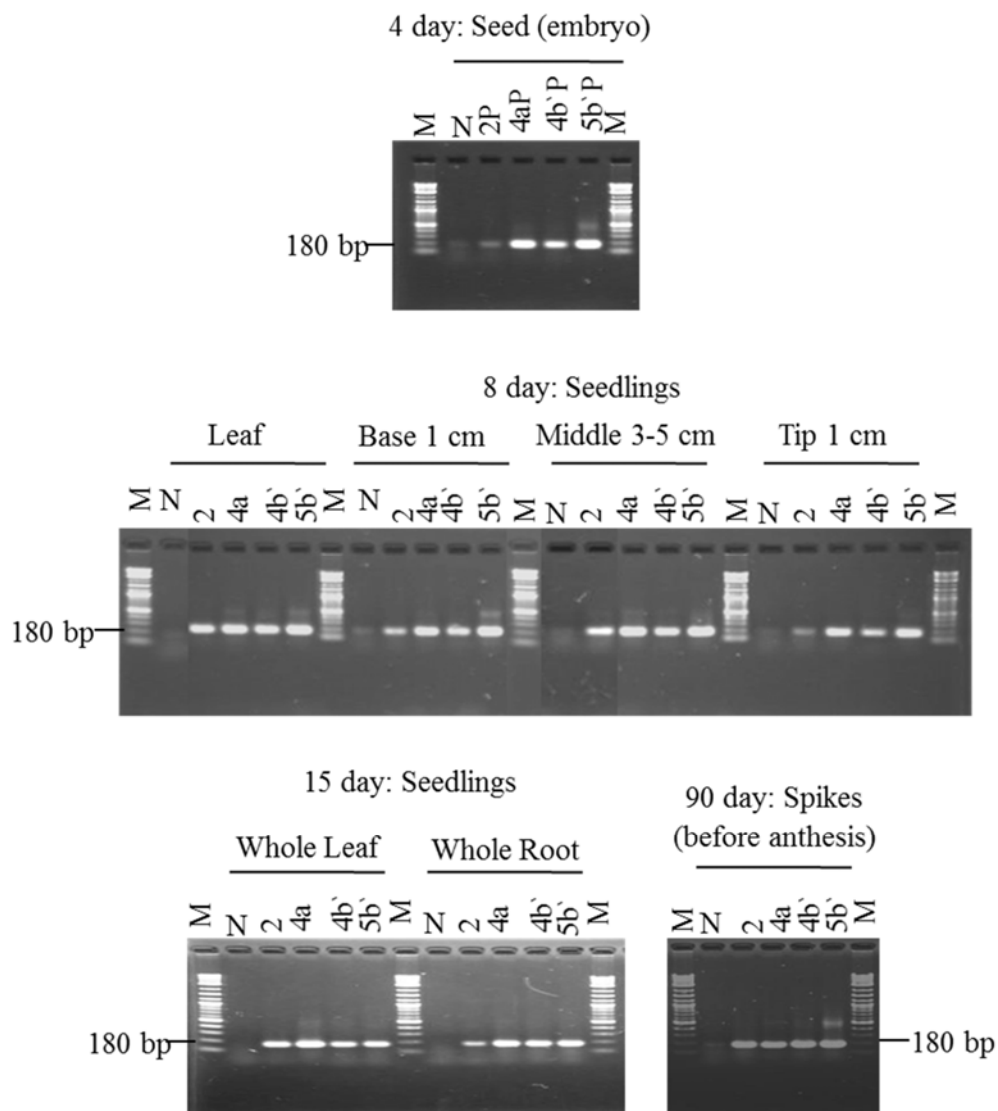 4 day: Seed (embryo)
M N 2P 4aP 4b`P 5b`P M
180 bp
8 day: Seedlings
Leaf Base 1 cm Middle 3-5 cm Tip 1 cm
M N 2 4a 4b` 5b` M N 2 4a 4b` 5b` M N 2 4a 4b` 5b` M N 2 4a 4b` 5b` M
180 bp
15 day: Seedlings
Whole Leaf Whole Root
M N 2 4a 4b` 5b` M N 2 4a 4b` 5b` M
180 bp
90 day: Spikes
(before anthesis)
M N 2 4a 4b` 5b` M
180 bp